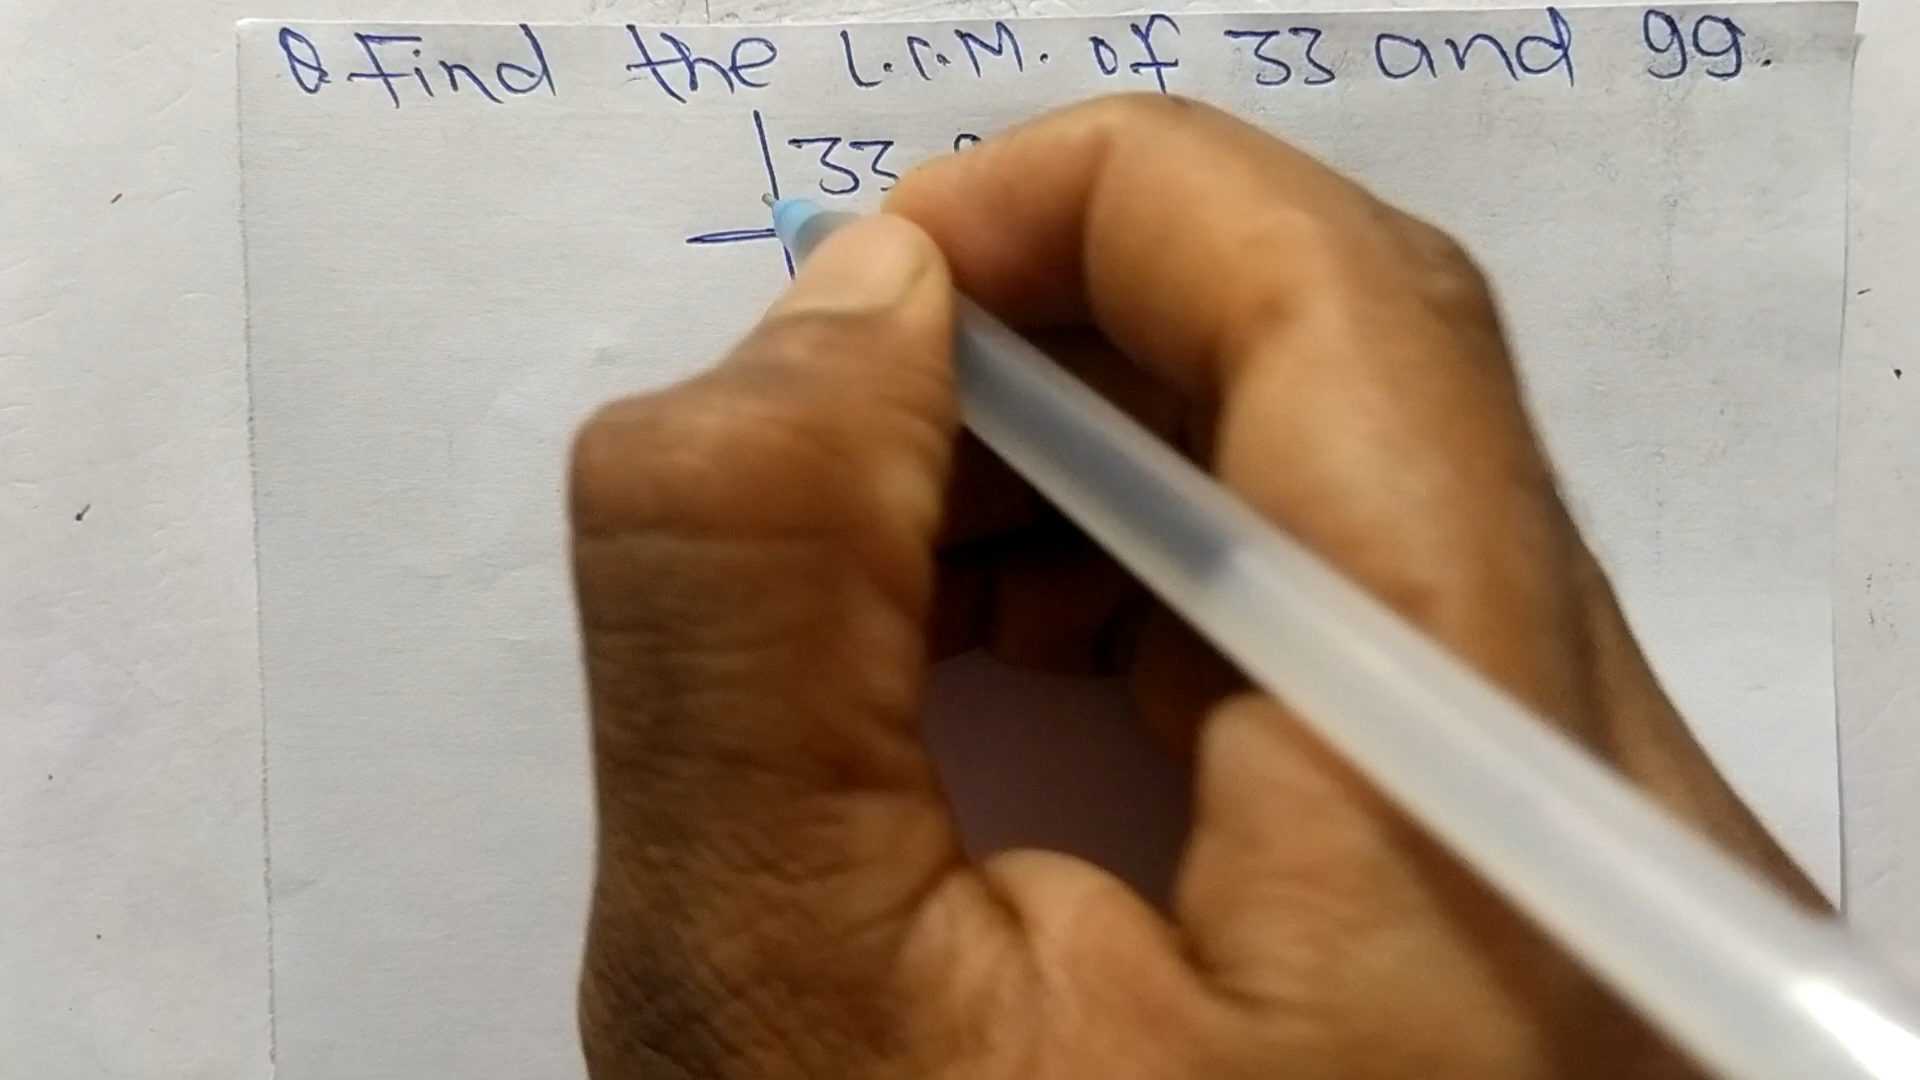 Q Find the L.C.M. of 33 and 99.
33